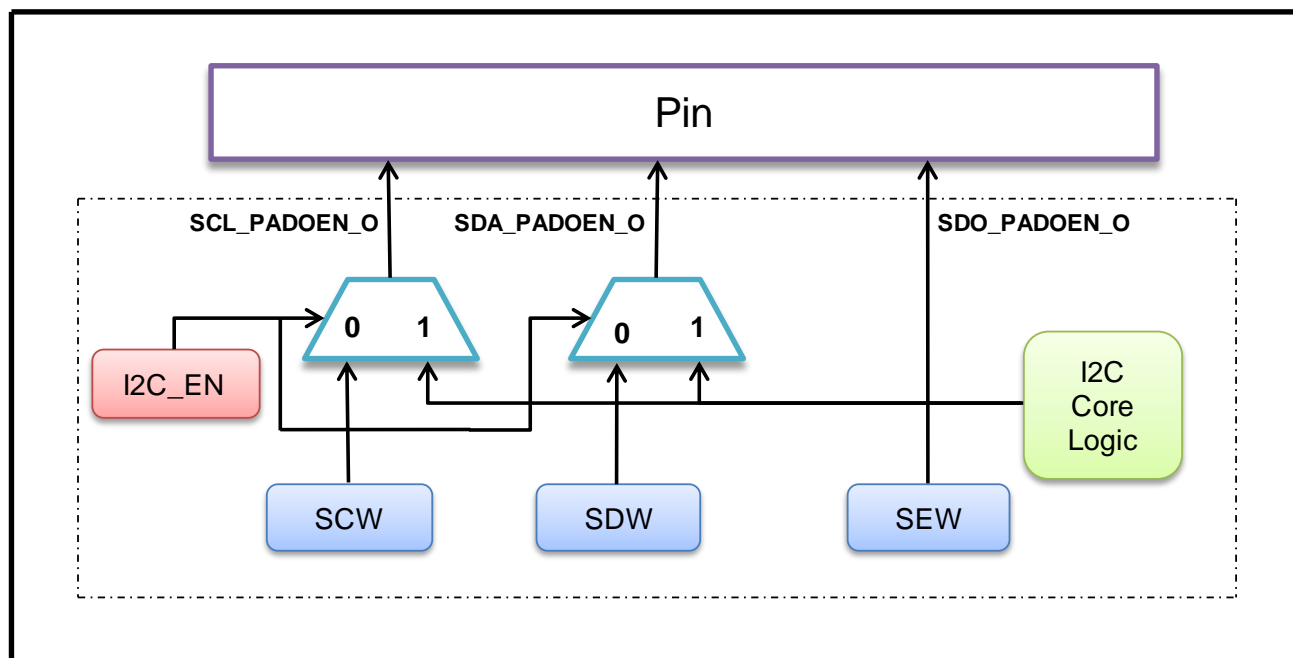 Pin
SCL_PADOEN_O
SDA_PADOEN_O
SDO_PADOEN_O
0 1
0 1
I2C_EN
I2C
Core
Logic
SCW
SDW
SEW